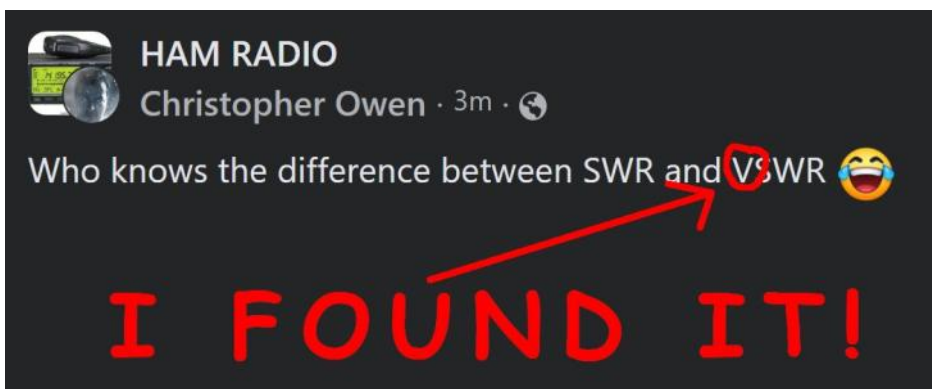 HAM RADIO
Christopher Owen · 3m ·
Who knows the difference between SWR and VSWR 😂
I FOUND IT!